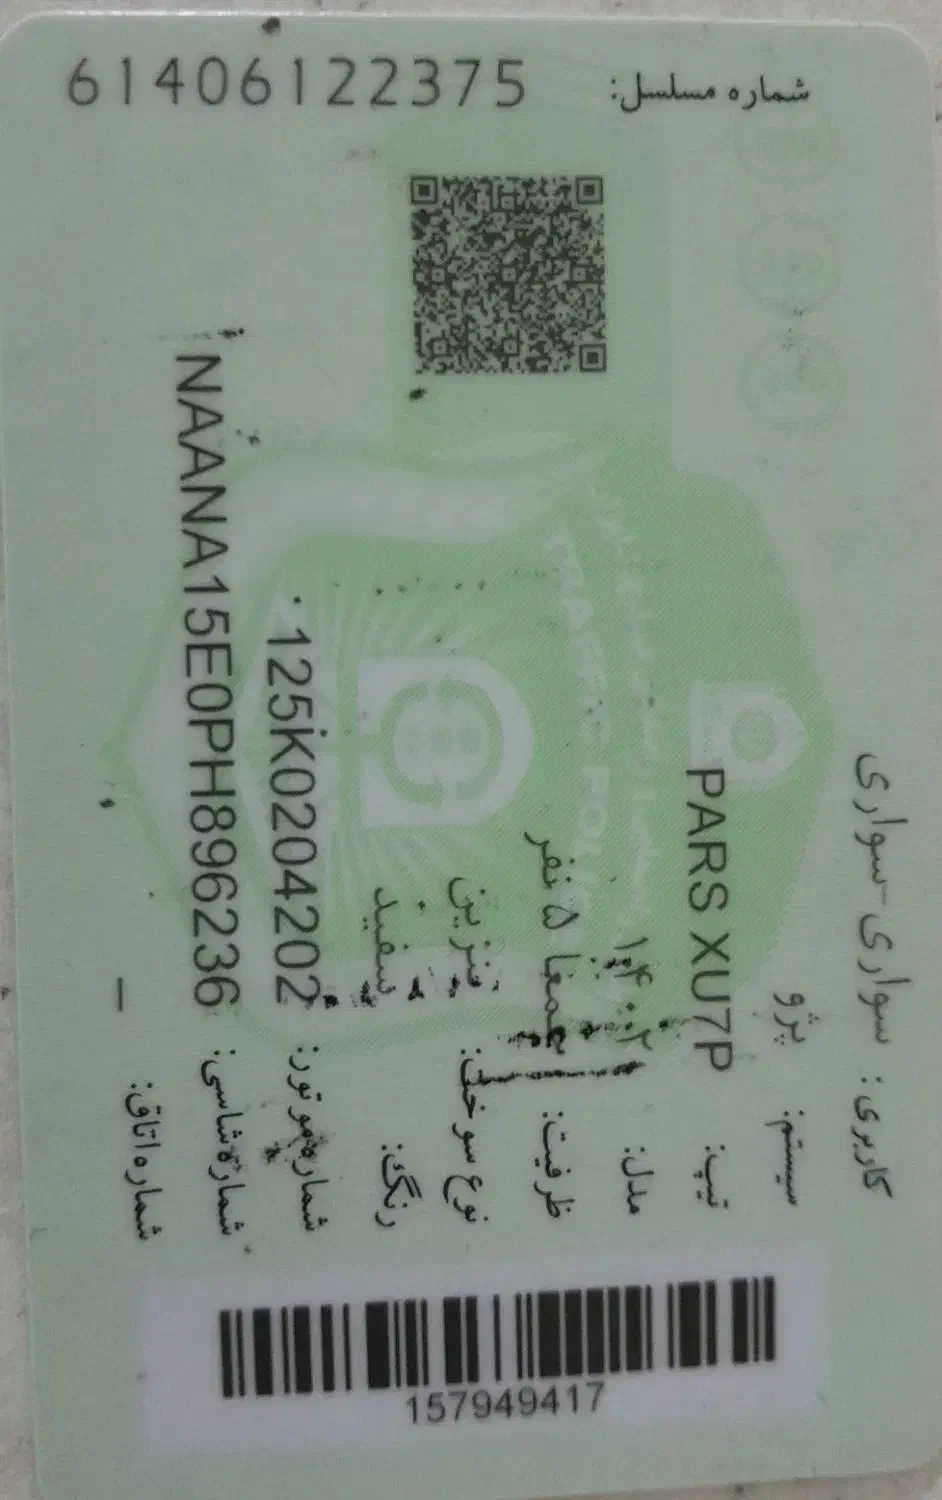 شماره مسلسل: 61406122375
کاربری: سواری-سواری
سیستم: پژو
تیپ: PARS XU7P
مدل: ۱۴۰۲
ظرفیت: جمعا ۵ نفر
نوع سوخت: بنزین
رنگ: سفید
شماره موتور: 125K0204202
شماره شاسی: NAANA15E0PH896236
شماره اتاق: –
157949417